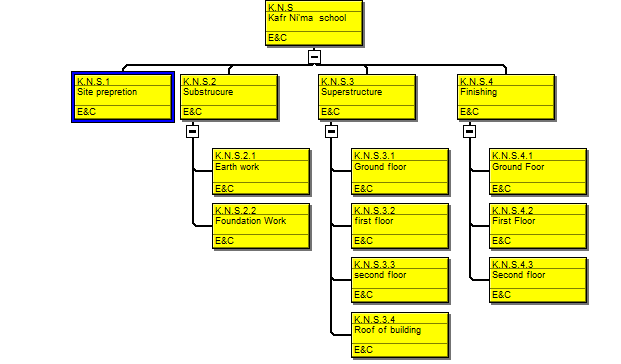 K.N.S
Kafr Ni'ma school
E&C
K.N.S.1
Site prepretion
E&C
K.N.S.2
Substrucure
E&C
K.N.S.3
Superstructure
E&C
K.N.S.4
Finishing
E&C
K.N.S.2.1
Earth work
E&C
K.N.S.2.2
Foundation Work
E&C
K.N.S.3.1
Ground floor
E&C
K.N.S.3.2
first floor
E&C
K.N.S.3.3
second floor
E&C
K.N.S.3.4
Roof of building
E&C
K.N.S.4.1
Ground Foor
E&C
K.N.S.4.2
First Floor
E&C
K.N.S.4.3
Second floor
E&C